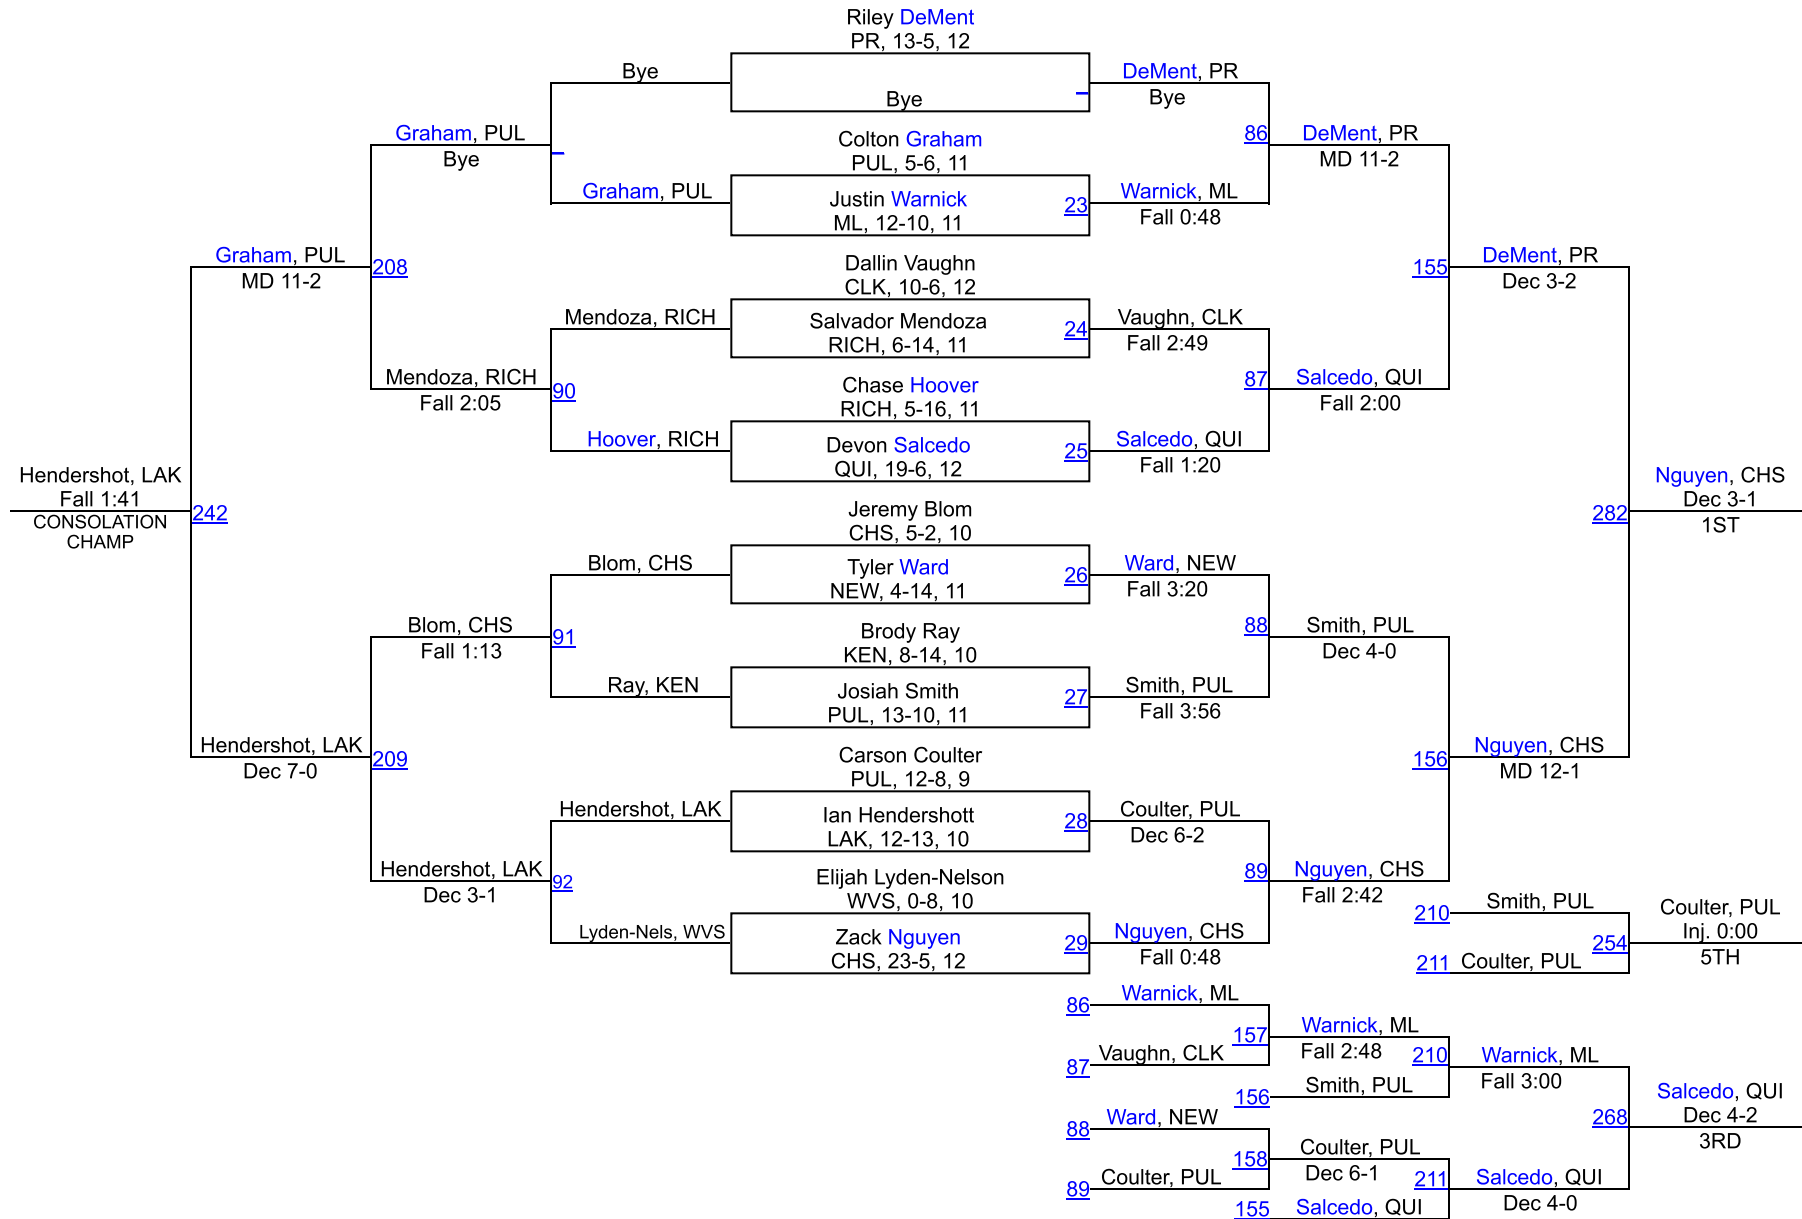 Riley DeMent
PR, 13-5, 12
Bye
Bye
DeMent, PR
Bye
Graham, PUL
Bye
Colton Graham
PUL, 5-6, 11
86
DeMent, PR
MD 11-2
Graham, PUL
Justin Warnick
ML, 12-10, 11
23
Warnick, ML
Fall 0:48
Graham, PUL
MD 11-2
208
Dallin Vaughn
CLK, 10-6, 12
155
DeMent, PR
Dec 3-2
Mendoza, RICH
Salvador Mendoza
RICH, 6-14, 11
24
Vaughn, CLK
Fall 2:49
Mendoza, RICH
Fall 2:05
90
Chase Hoover
RICH, 5-16, 11
87
Salcedo, QUI
Fall 2:00
Hoover, RICH
Devon Salcedo
QUI, 19-6, 12
25
Salcedo, QUI
Fall 1:20
Hendershot, LAK
Fall 1:41
CONSOLATION
CHAMP
242
Jeremy Blom
CHS, 5-2, 10
282
Nguyen, CHS
Dec 3-1
1ST
Blom, CHS
Tyler Ward
NEW, 4-14, 11
26
Ward, NEW
Fall 3:20
Blom, CHS
Fall 1:13
91
Brody Ray
KEN, 8-14, 10
88
Smith, PUL
Dec 4-0
Ray, KEN
Josiah Smith
PUL, 13-10, 11
27
Smith, PUL
Fall 3:56
Hendershot, LAK
Dec 7-0
209
Carson Coulter
PUL, 12-8, 9
156
Nguyen, CHS
MD 12-1
Hendershot, LAK
Ian Hendershott
LAK, 12-13, 10
28
Coulter, PUL
Dec 6-2
Hendershot, LAK
Dec 3-1
92
Elijah Lyden-Nelson
WVS, 0-8, 10
89
Nguyen, CHS
Fall 2:42
Lyden-Nels, WVS
Zack Nguyen
CHS, 23-5, 12
29
Nguyen, CHS
Fall 0:48
210
Smith, PUL
211
Coulter, PUL
254
Coulter, PUL
Inj. 0:00
5TH
86
Warnick, ML
87
Vaughn, CLK
157
Warnick, ML
Fall 2:48
156
Smith, PUL
210
Warnick, ML
Fall 3:00
88
Ward, NEW
89
Coulter, PUL
158
Coulter, PUL
Dec 6-1
155
Salcedo, QUI
211
Salcedo, QUI
Dec 4-0
268
Salcedo, QUI
Dec 4-2
3RD